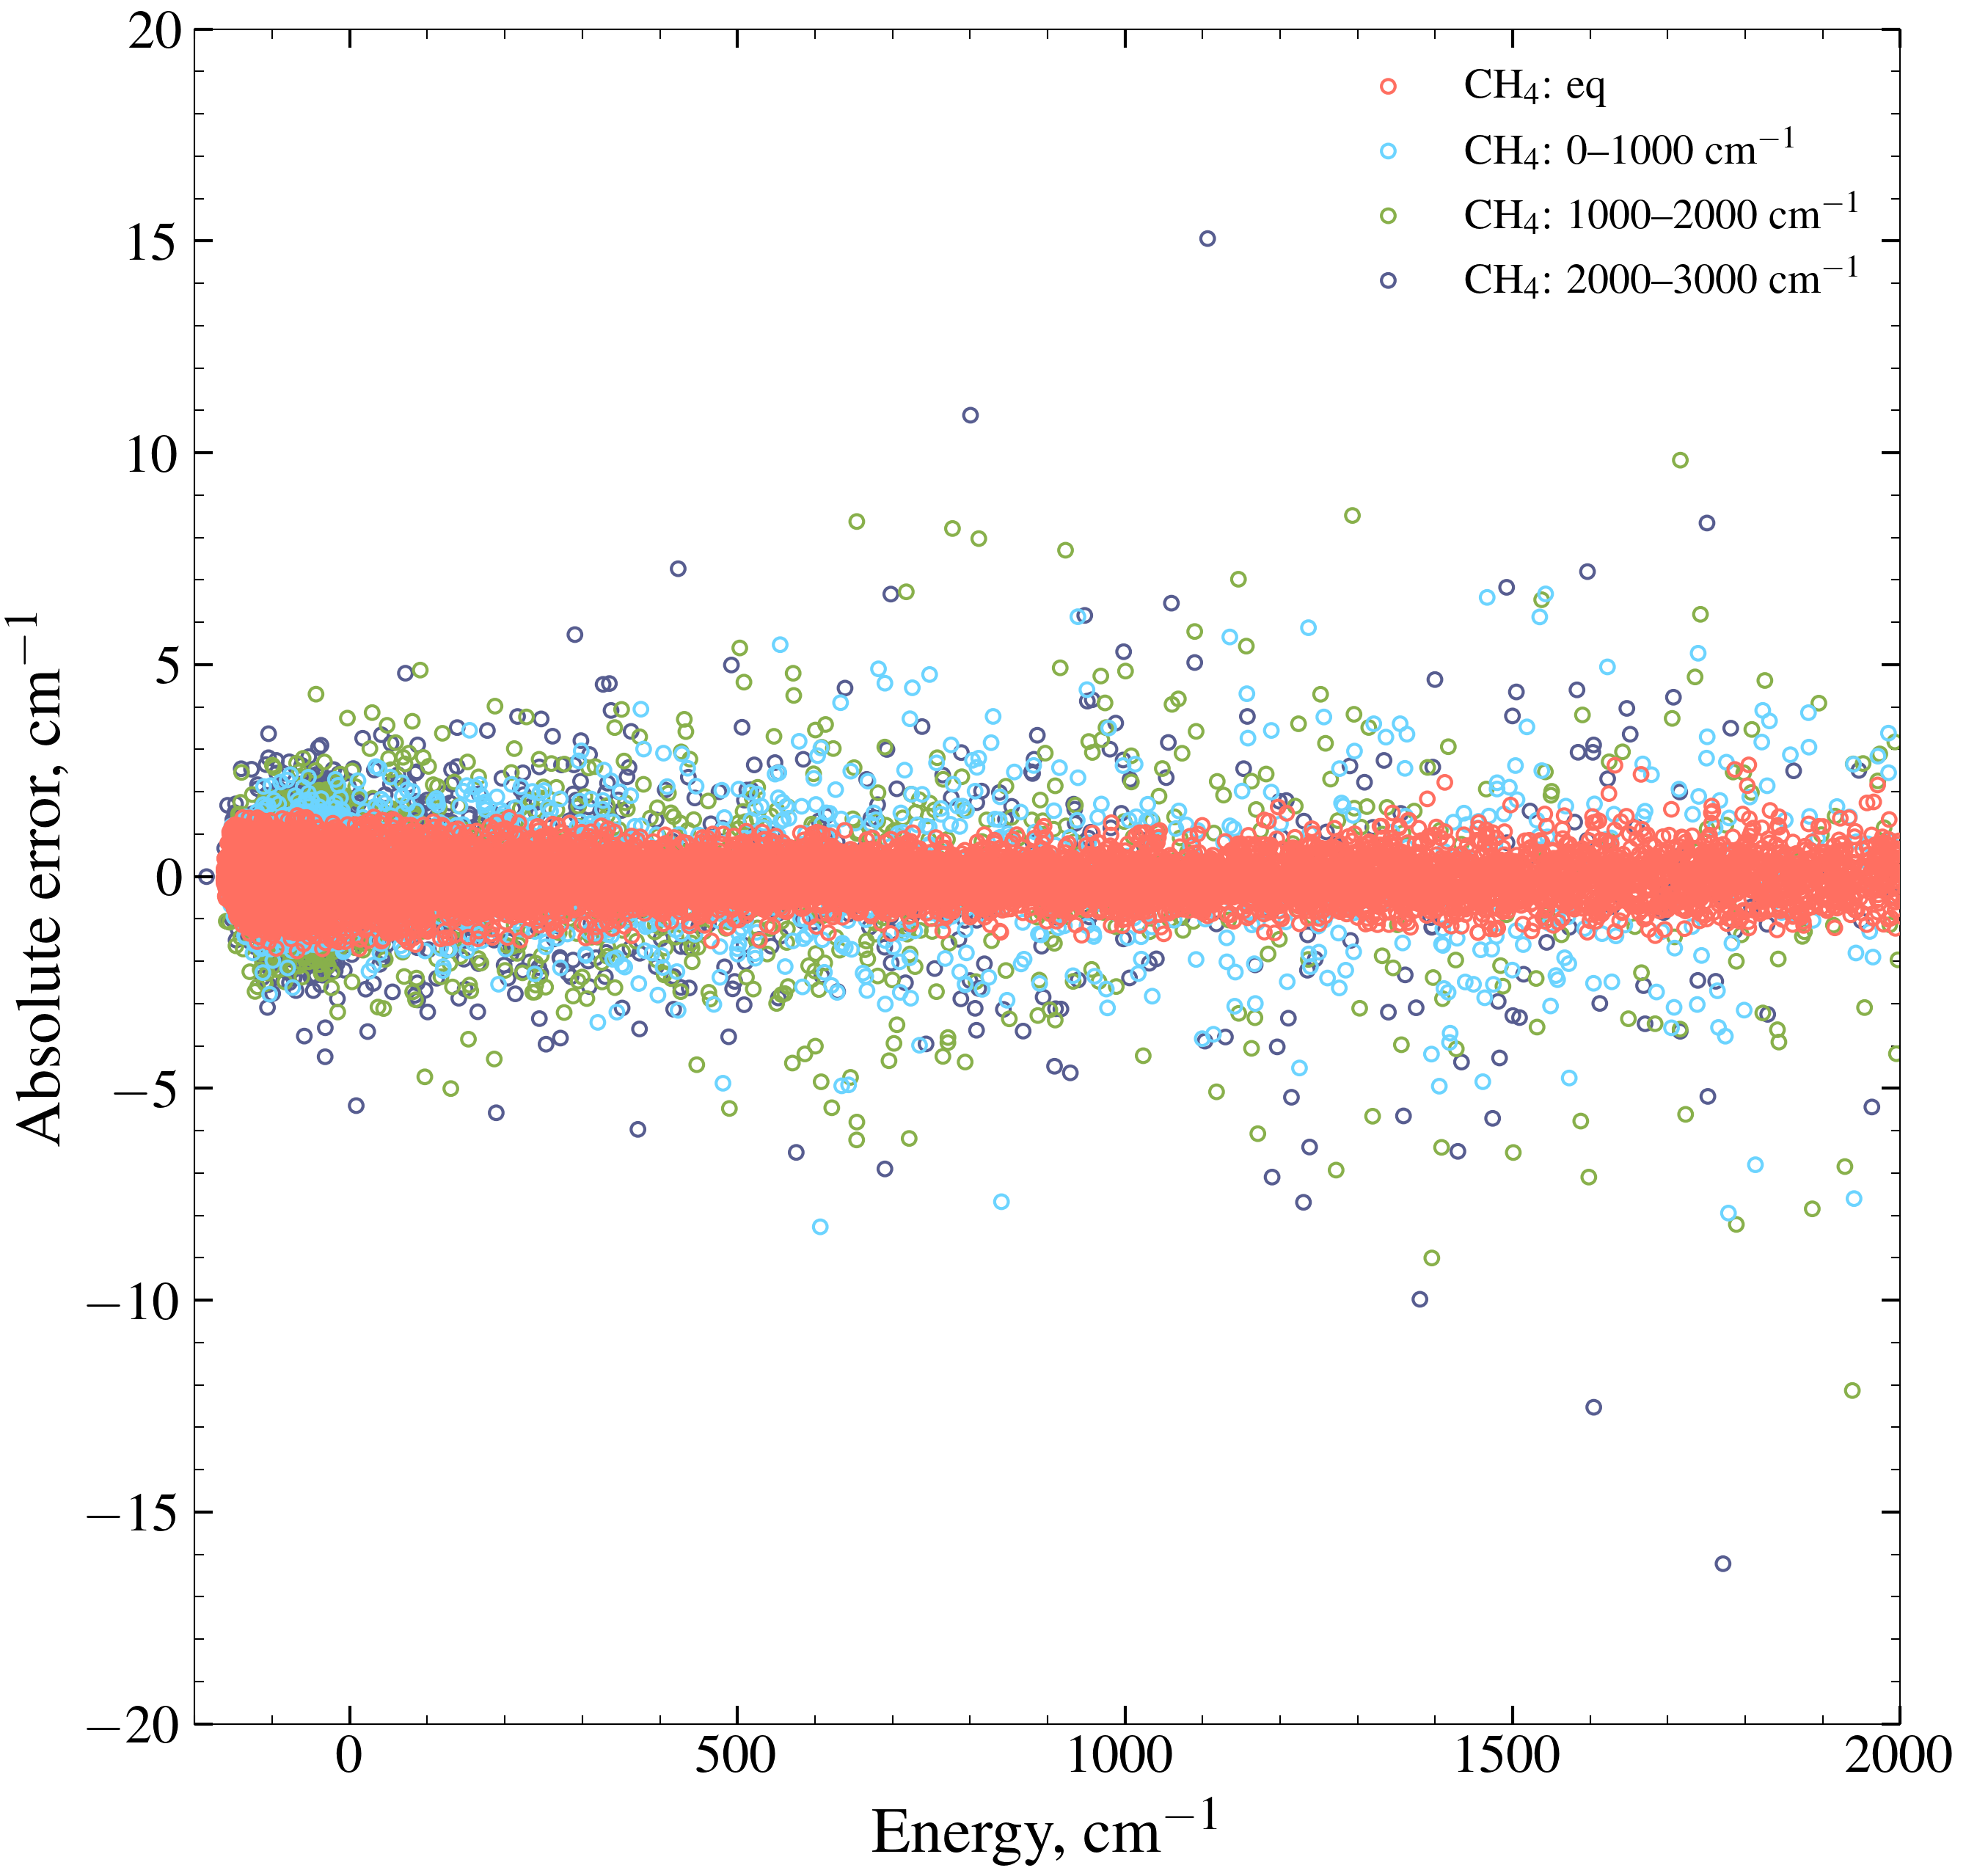 20
15
10
5
0
−5
−10
−15
−20
Absolute error, cm⁻¹
CH₄: eq
CH₄: 0–1000 cm⁻¹
CH₄: 1000–2000 cm⁻¹
CH₄: 2000–3000 cm⁻¹
0 500 1000 1500 2000
Energy, cm⁻¹